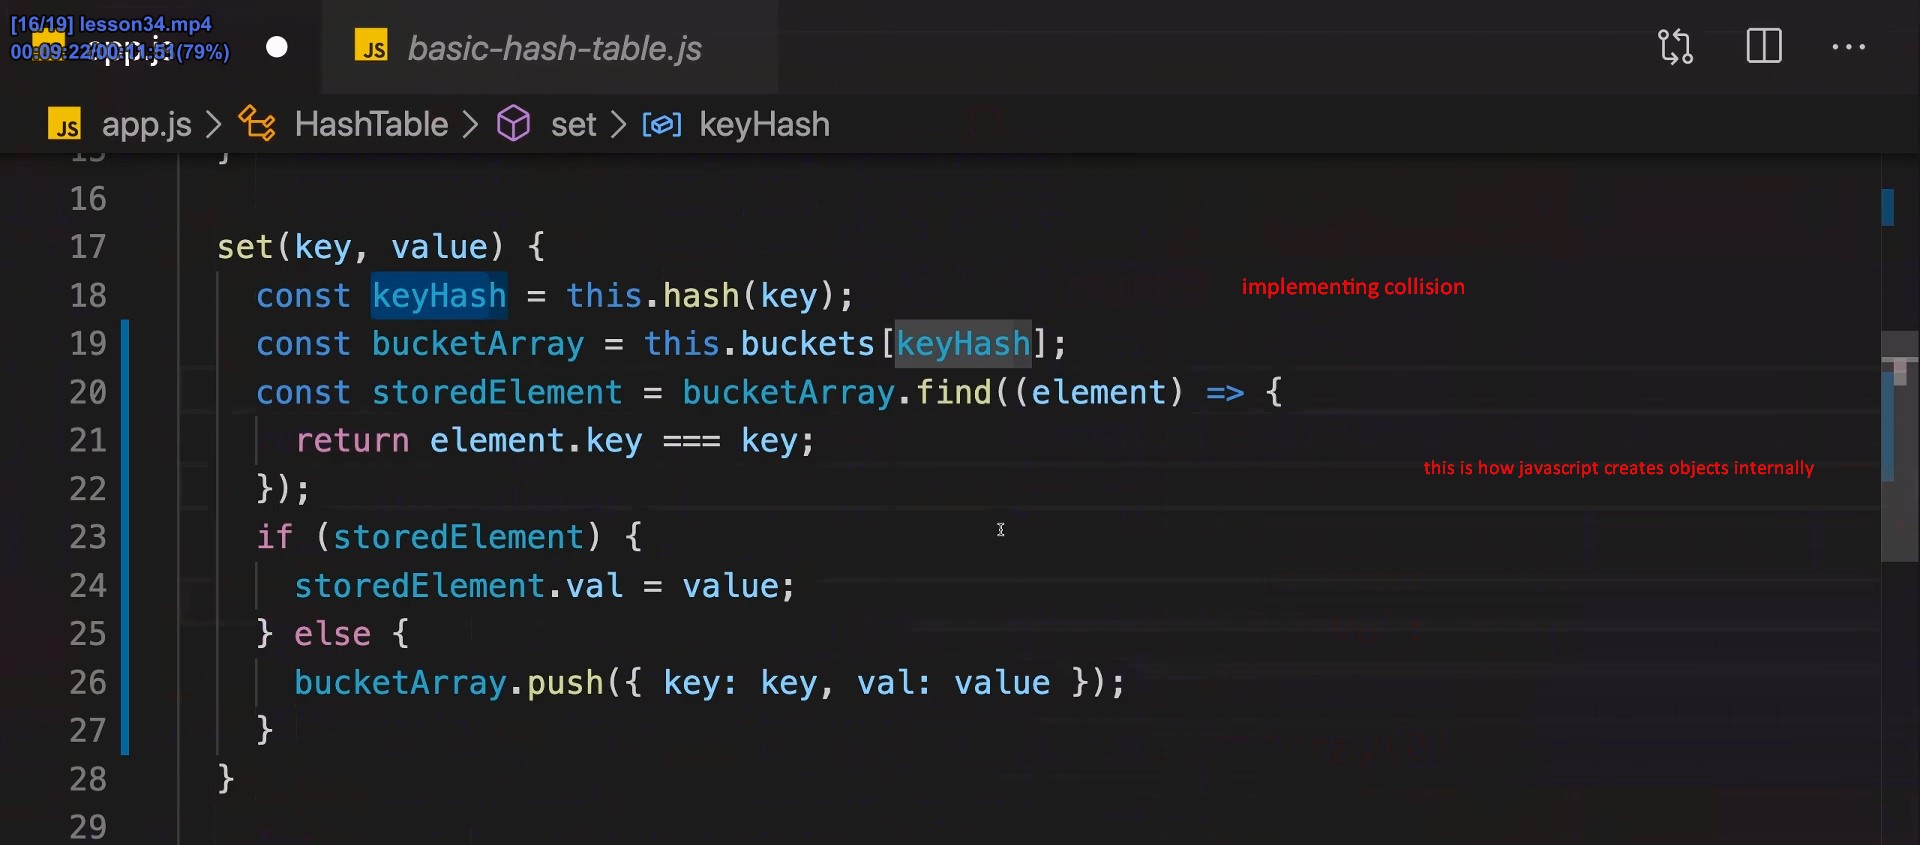 [16/19] lesson34.mp4
00:09:22/00:11:51(79%)
app.js
JS basic-hash-table.js
JS app.js > HashTable > set > keyHash
15 }
16
17 set(key, value) {
18 const keyHash = this.hash(key);
implementing collision
19 const bucketArray = this.buckets[keyHash];
20 const storedElement = bucketArray.find((element) => {
21 return element.key === key;
this is how javascript creates objects internally
22 });
23 if (storedElement) {
24 storedElement.val = value;
25 } else {
26 bucketArray.push({ key: key, val: value });
27 }
28 }
29